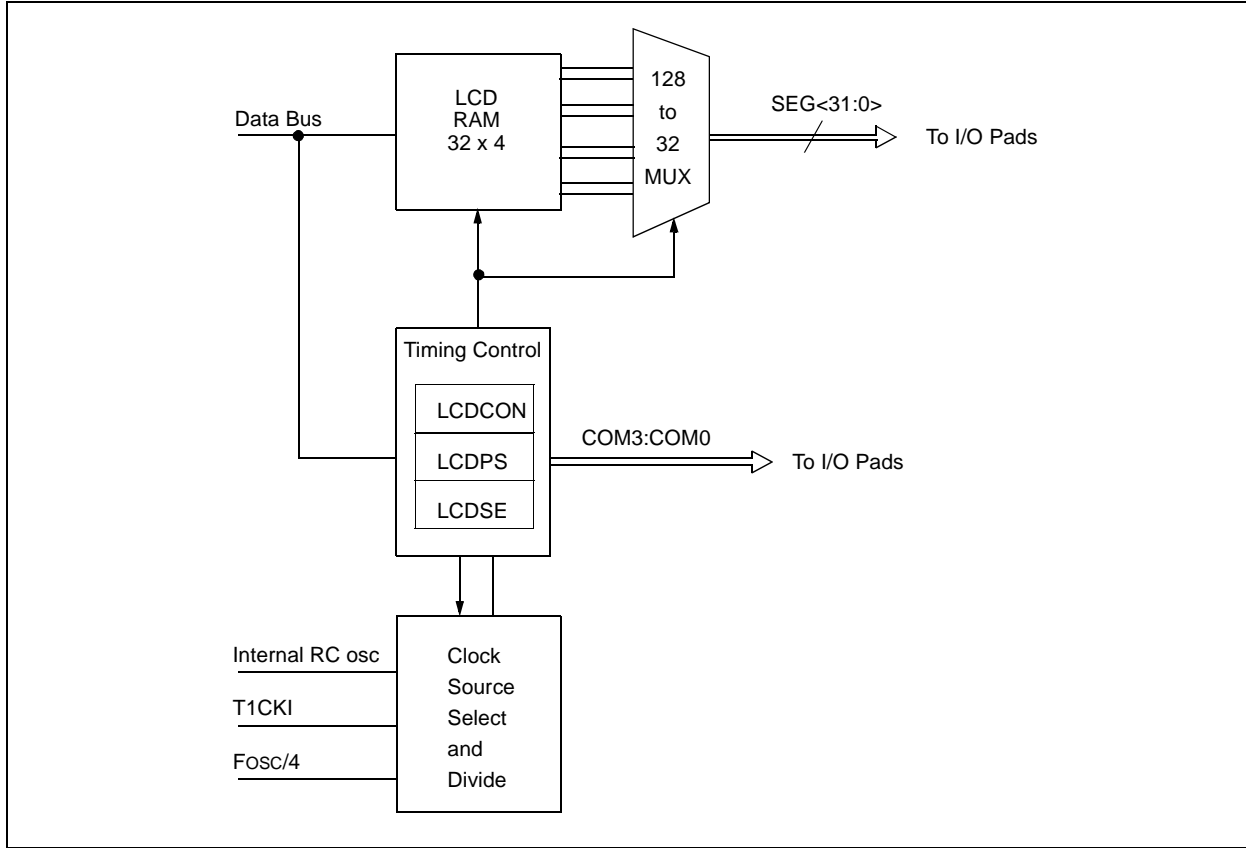 LCD
RAM
32 x 4
128
to
32
MUX
Data Bus
SEG<31:0>
To I/O Pads
Timing Control
LCDCON
LCDPS
LCDSE
COM3:COM0
To I/O Pads
Internal RC osc
T1CKI
FOSC/4
Clock
Source
Select
and
Divide